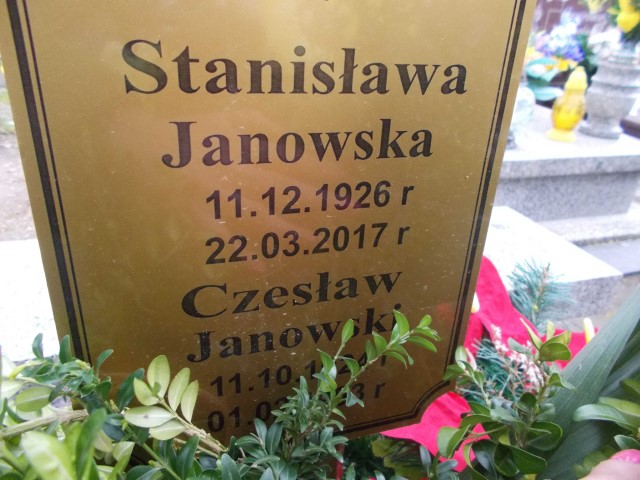 Stanisława
Janowska
11.12.1926 r
22.03.2017 r
Czesław
Janowski